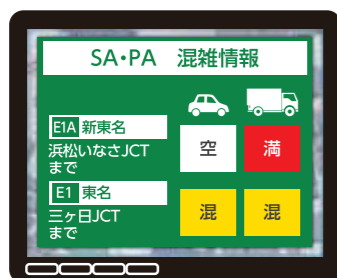 SA・PA 混雑情報
E1A 新東名
浜松いなさJCT
まで
空 満
E1 東名
三ヶ日JCT
まで
混 混